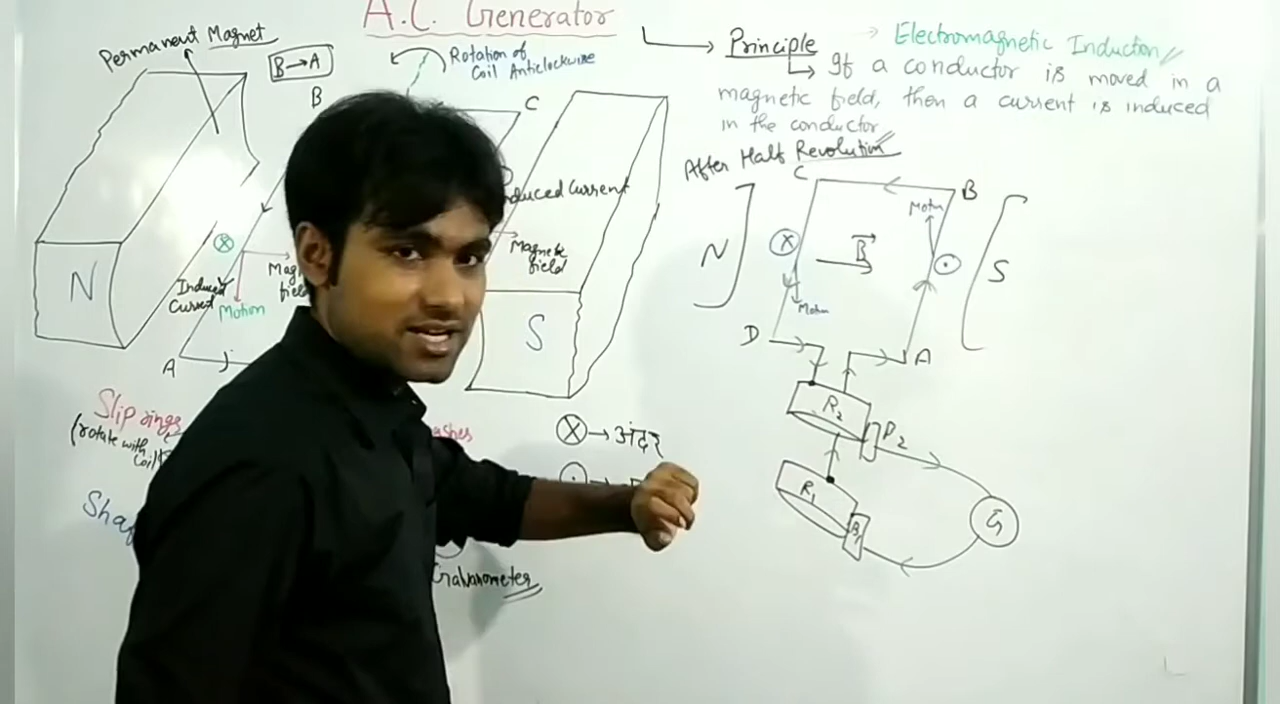 A.C. Generator
Permanent Magnet
B→A
Rotation of
Coil Anticlockwise
B
C
N
Induced
Current
Motion
A
Induced Current
Magnetic
field
S
Slip rings
(rotate with
Coil)
⊗ → अंदर
Galvanometer
Principle
Electromagnetic Induction
If a conductor is moved in a
magnetic field, then a current is induced
in the conductor
After Half Revolution
C
B
N
⊗
B
Motion
⊙
S
Motion
D
A
R2
R1
B1
G